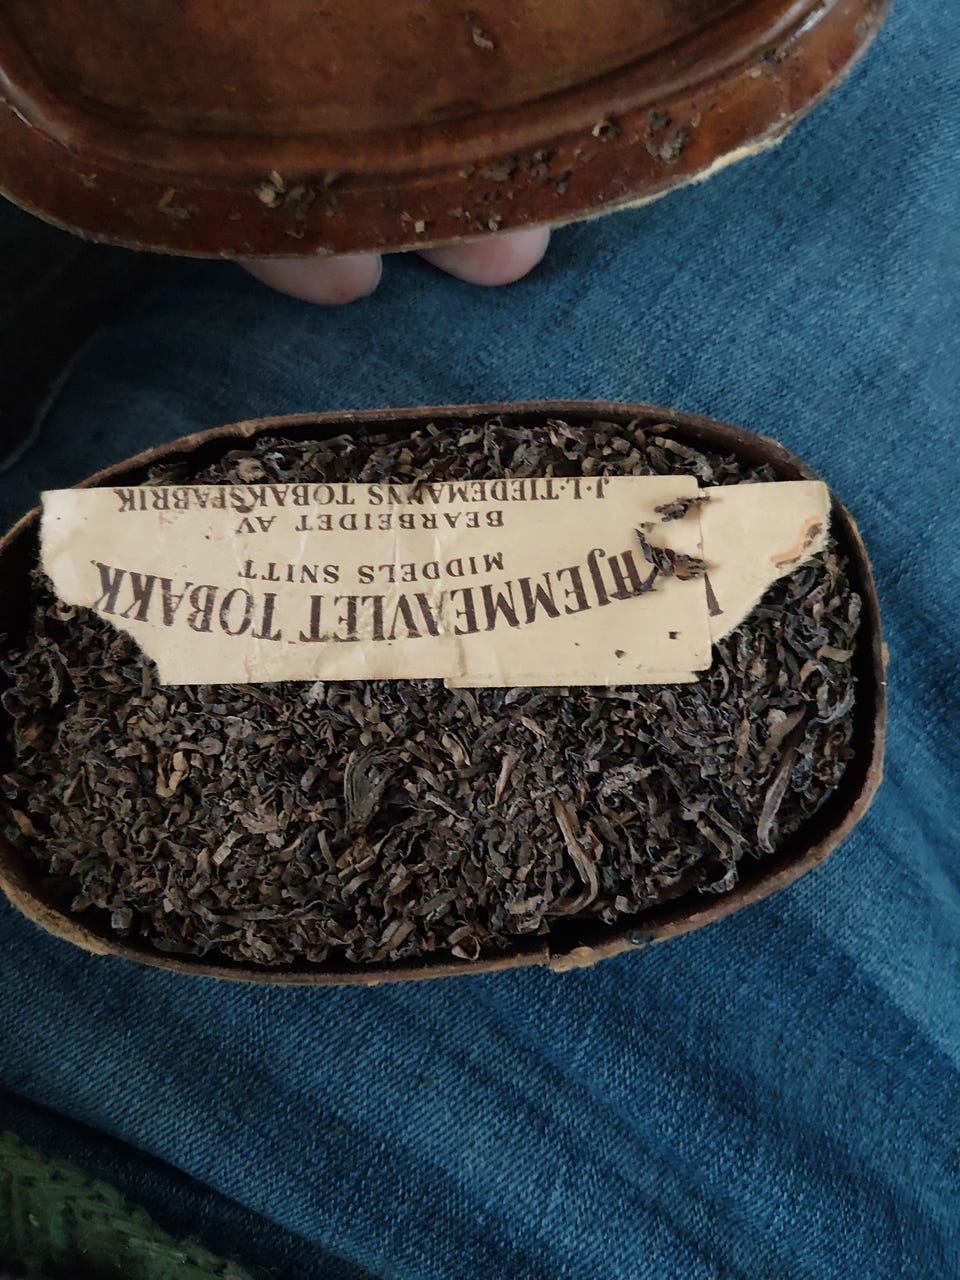 HJEMMEAVLET TOBAKK
MIDDELS SNITT
BEARBEIDET AV
J.L. TIEDEMANNS TOBAKSFABRIK